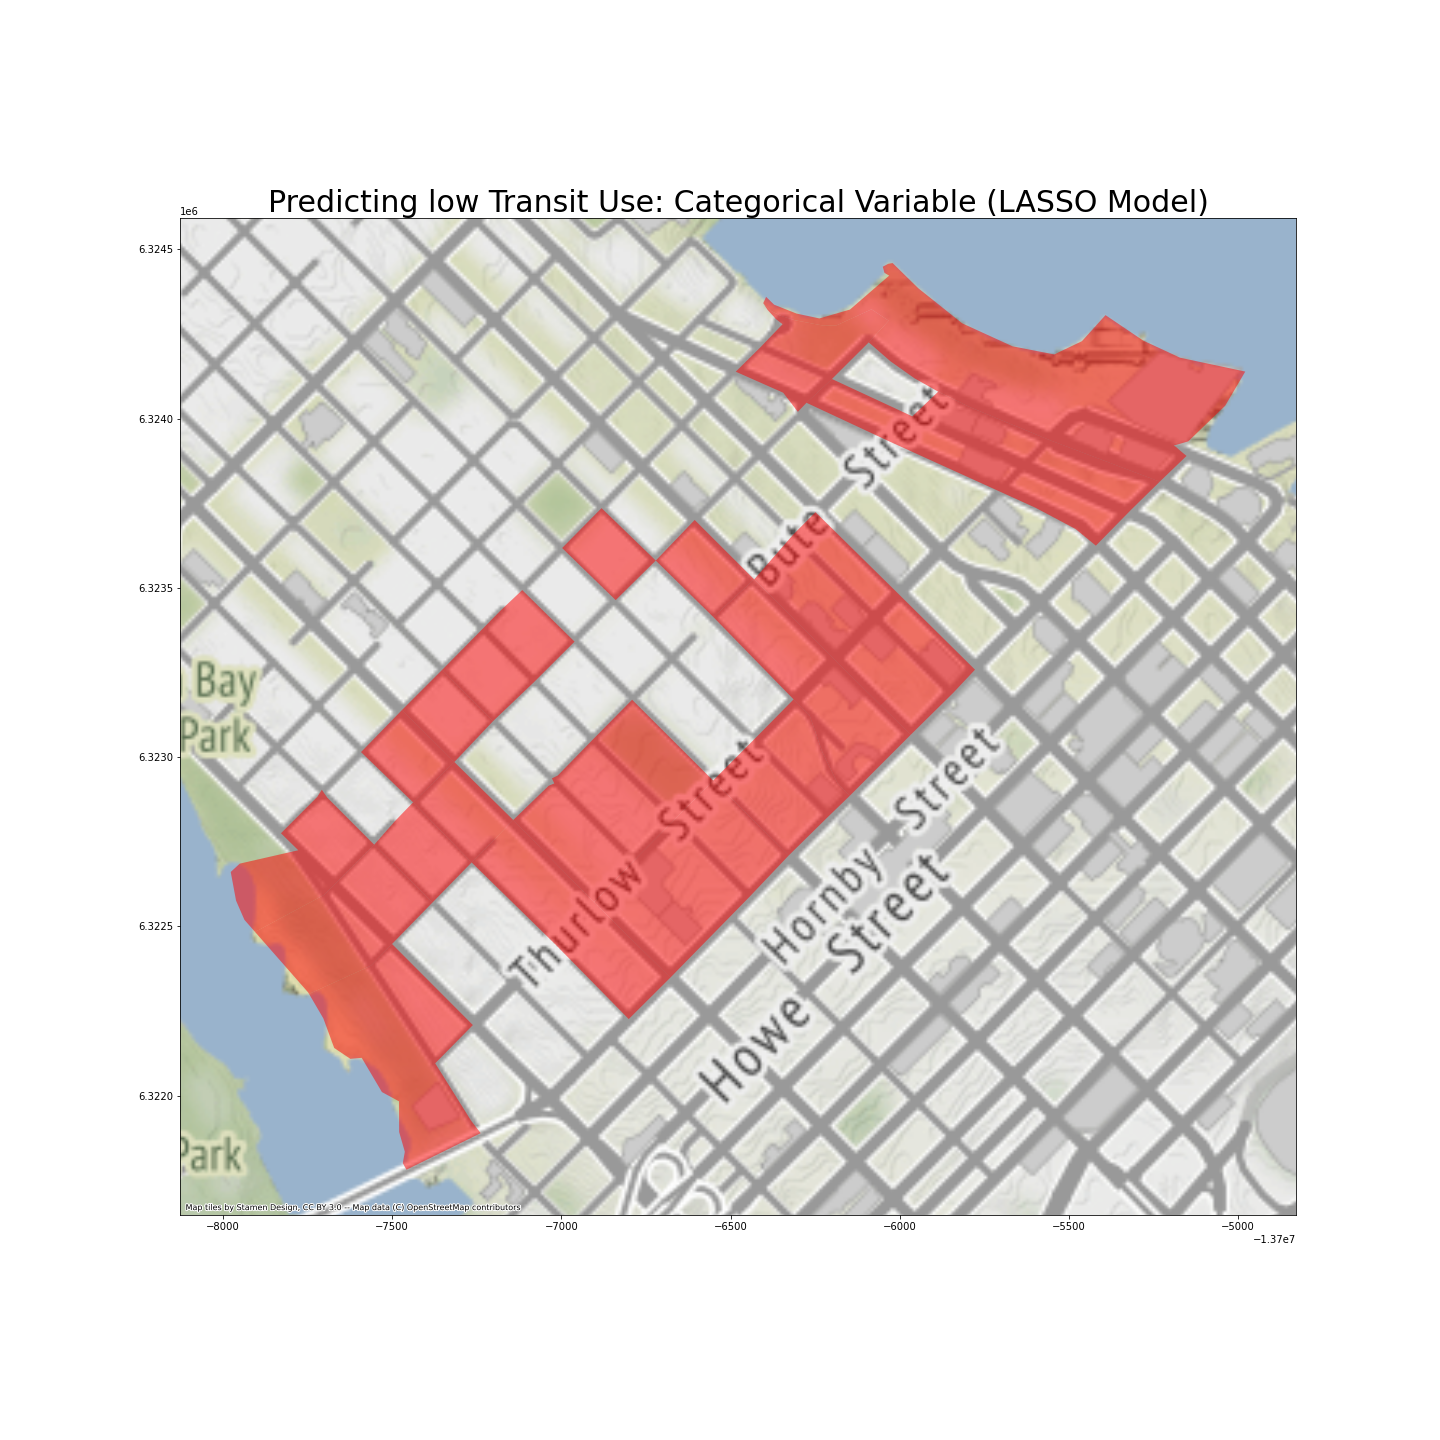 Predicting low Transit Use: Categorical Variable (LASSO Model)
1e6
6.3245
6.3240
6.3235
6.3230
6.3225
6.3220
Bute Street
Bay
Park
Thurlow Street
Hornby Street
Howe Street
Park
Map tiles by Stamen Design, CC BY 3.0 -- Map data (C) OpenStreetMap contributors
−8000 −7500 −7000 −6500 −6000 −5500 −5000
−1.37e7